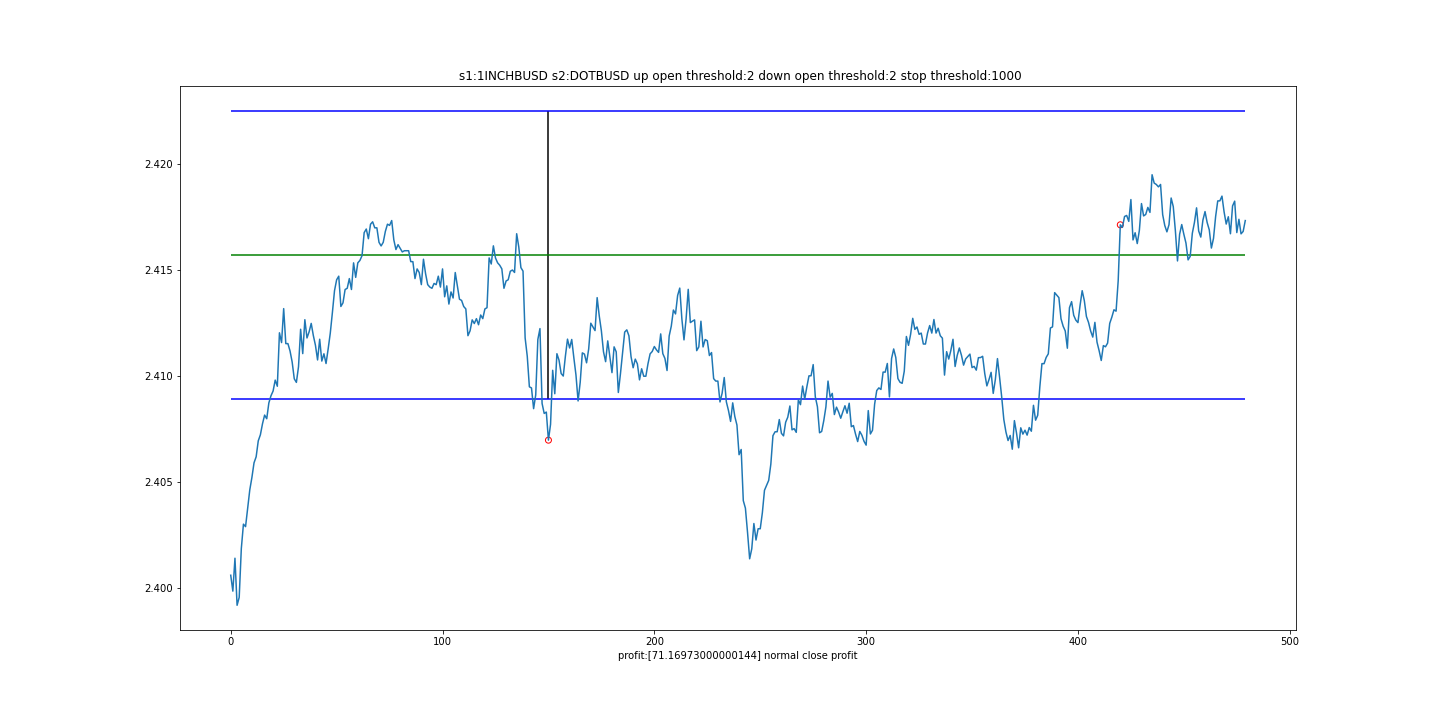 s1:1INCHBUSD s2:DOTBUSD up open threshold:2 down open threshold:2 stop threshold:1000
2.420
2.415
2.410
2.405
2.400
0 100 200 300 400 500
profit:[71.16973000000144] normal close profit